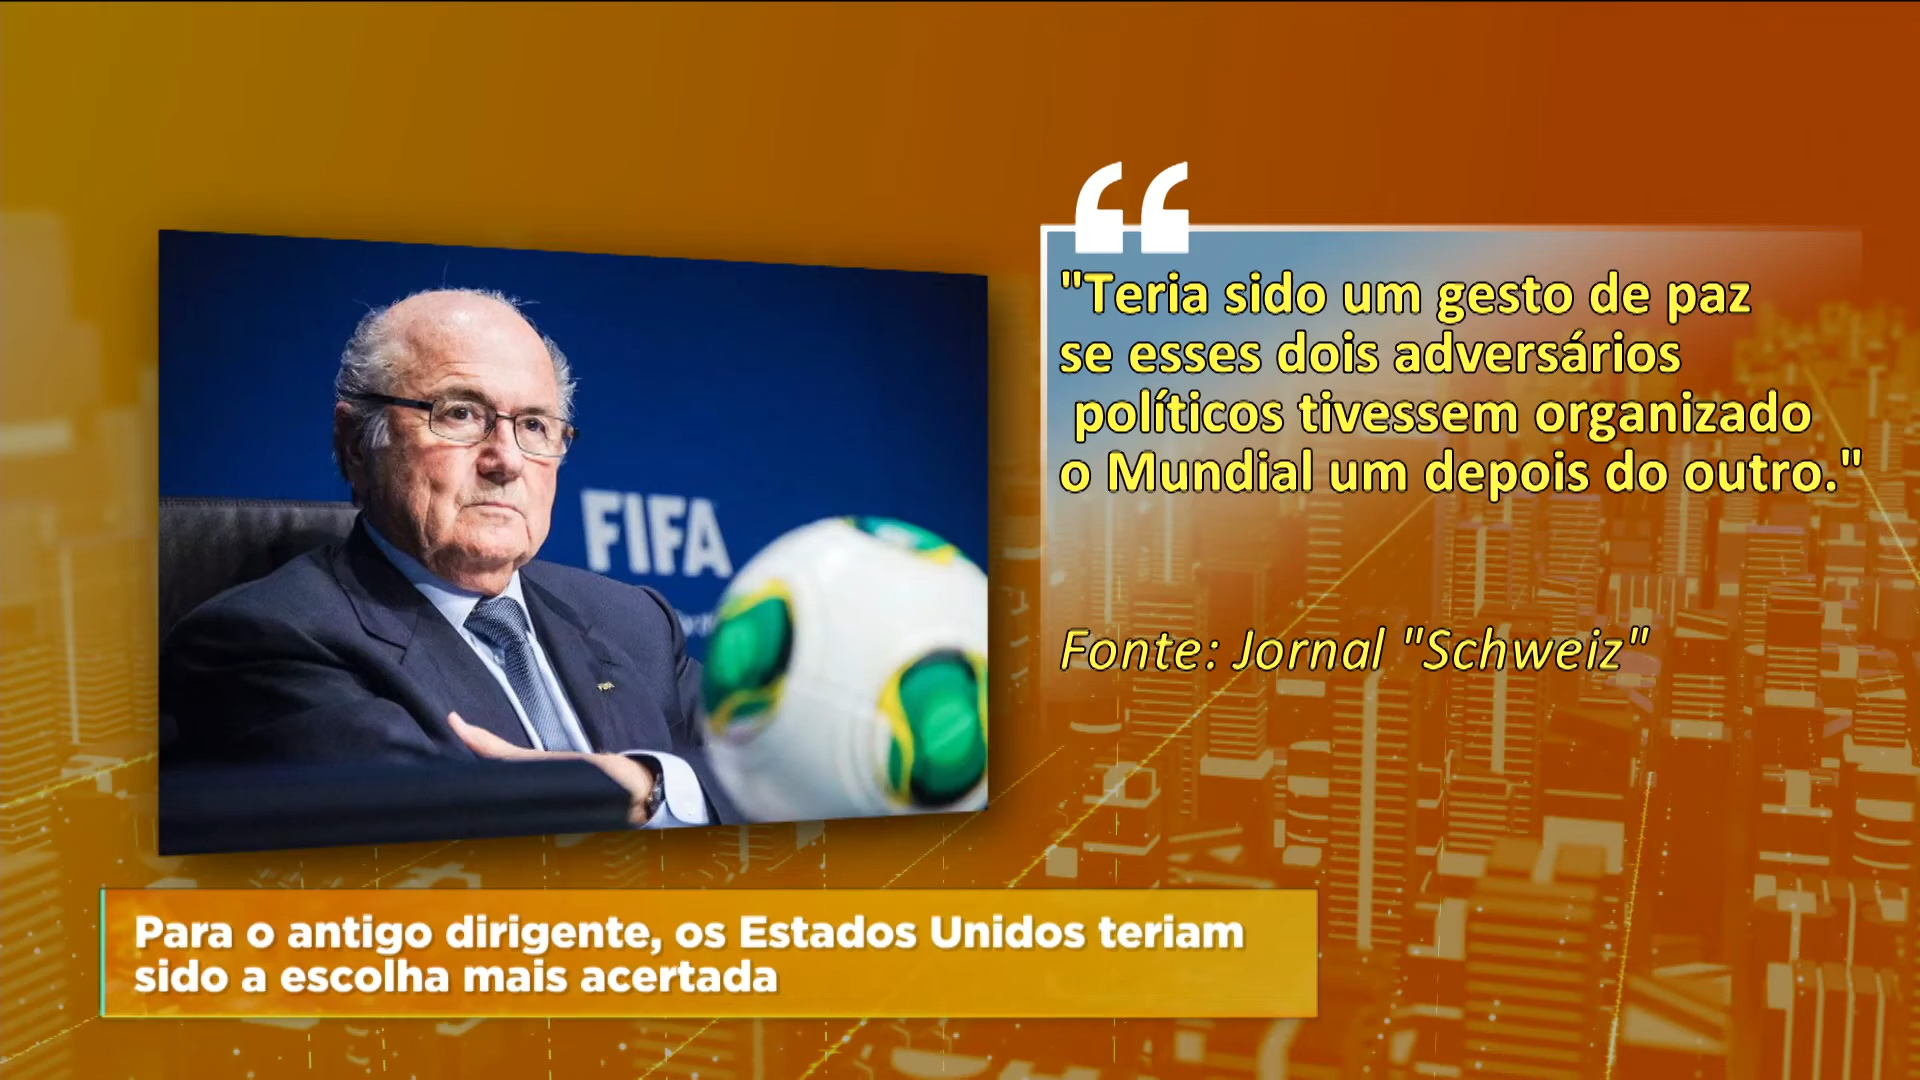 "Teria sido um gesto de paz
se esses dois adversários
políticos tivessem organizado
o Mundial um depois do outro."
Fonte: Jornal "Schweiz"
FIFA
FIFA
Para o antigo dirigente, os Estados Unidos teriam
sido a escolha mais acertada